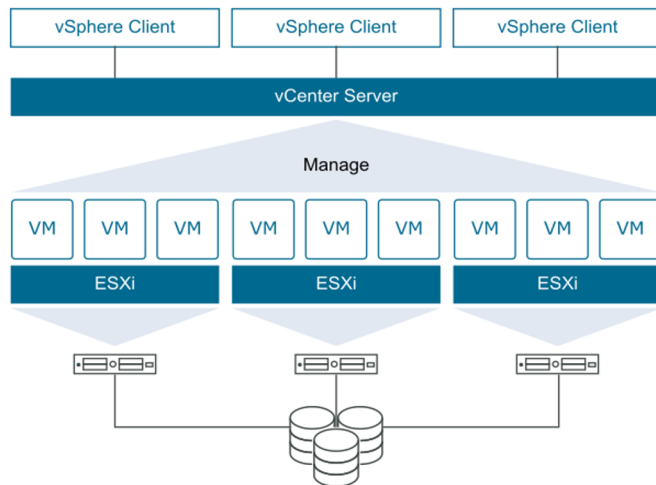 vSphere Client vSphere Client vSphere Client
vCenter Server
Manage
VM VM VM VM VM VM VM VM VM
ESXi ESXi ESXi